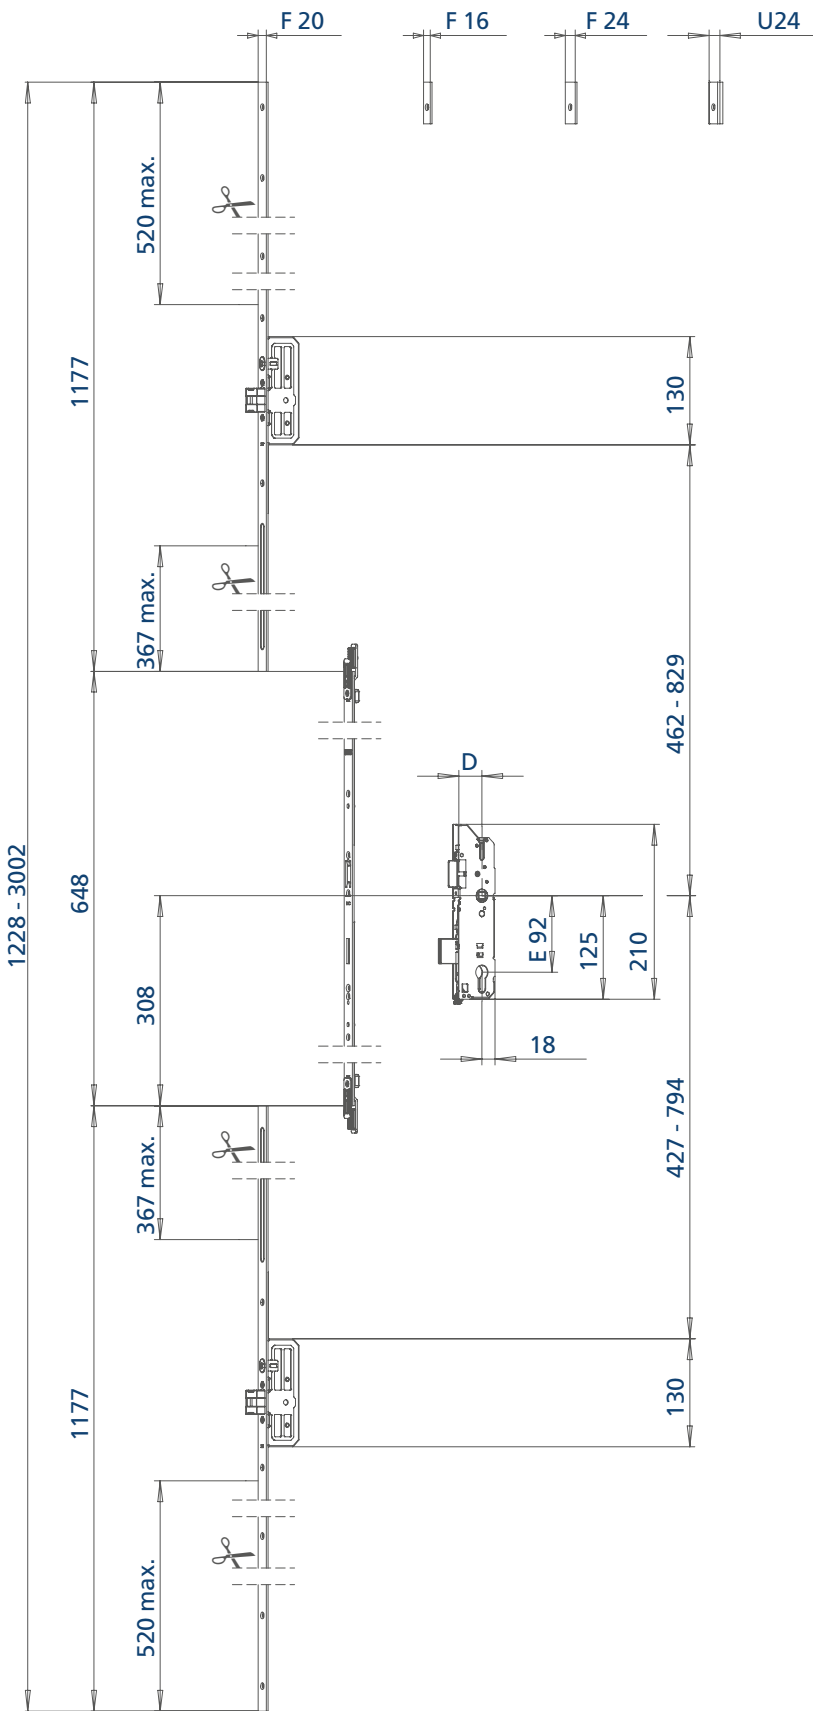 F 20
F 16
F 24
U24
520 max.
1177
130
367 max.
462 - 829
D
1228 - 3002
648
E 92
125
210
308
18
427 - 794
367 max.
1177
130
520 max.